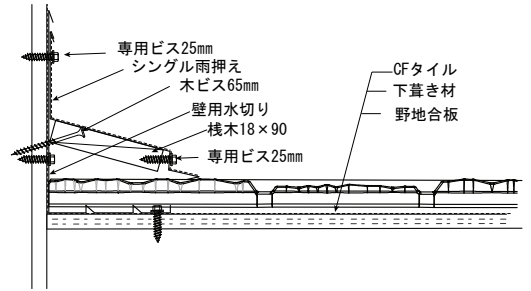 専用ビス25mm
シングル雨押え
木ビス65mm
壁用水切り
桟木18×90
専用ビス25mm
CFタイル
下葺き材
野地合板